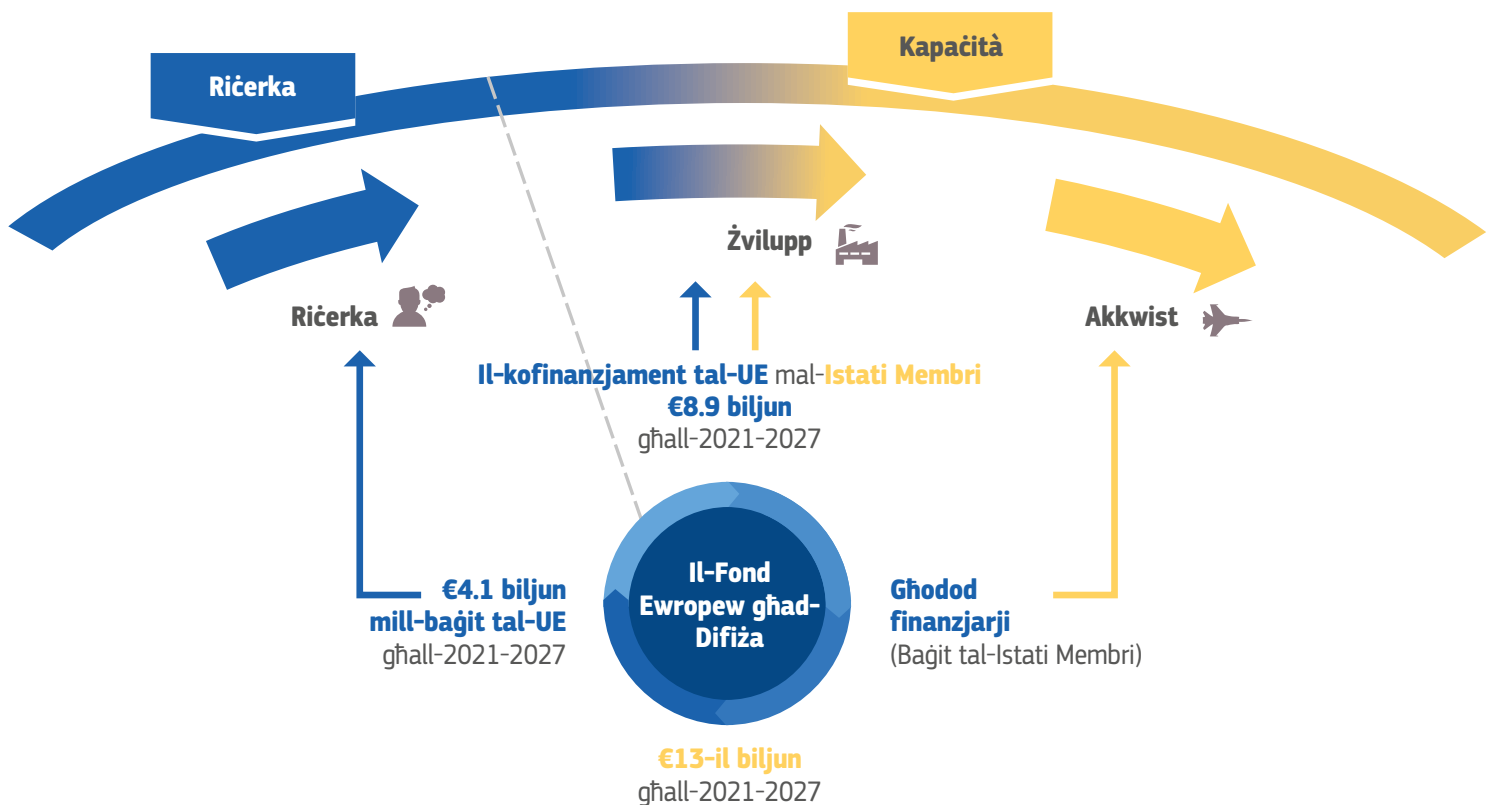 Riċerka
Kapaċità
Żvilupp
Riċerka
Akkwist
Il-kofinanzjament tal-UE mal-Istati Membri
€8.9 biljun
għall-2021-2027
€4.1 biljun
mill-baġit tal-UE
għall-2021-2027
Il-Fond
Ewropew għad-
Difiża
Għodod
finanzjarji
(Baġit tal-Istati Membri)
€13-il biljun
għall-2021-2027